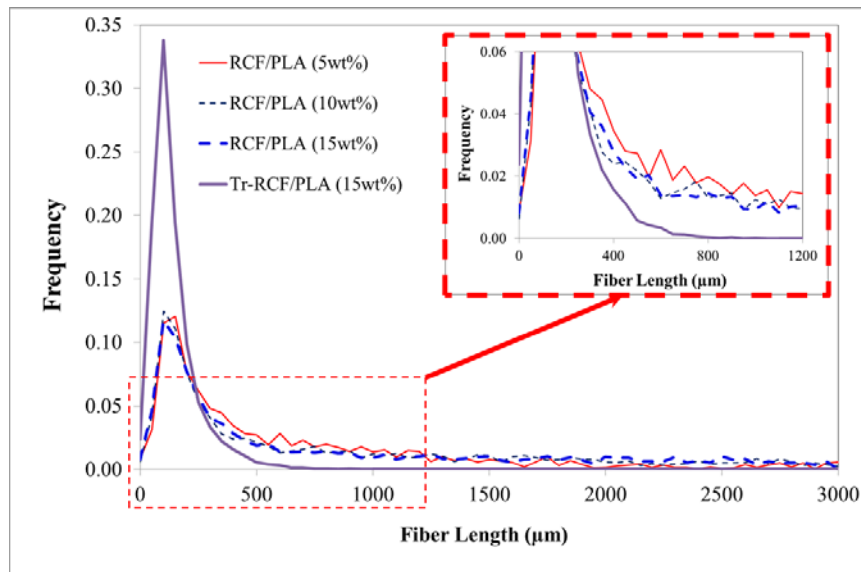 0.35
0.30
0.25
0.20
0.15
0.10
0.05
0.00
Frequency
RCF/PLA (5wt%)
RCF/PLA (10wt%)
RCF/PLA (15wt%)
Tr-RCF/PLA (15wt%)
0.06
0.04
0.02
0.00
Frequency
0 400 800 1200
Fiber Length (µm)
0 500 1000 1500 2000 2500 3000
Fiber Length (µm)